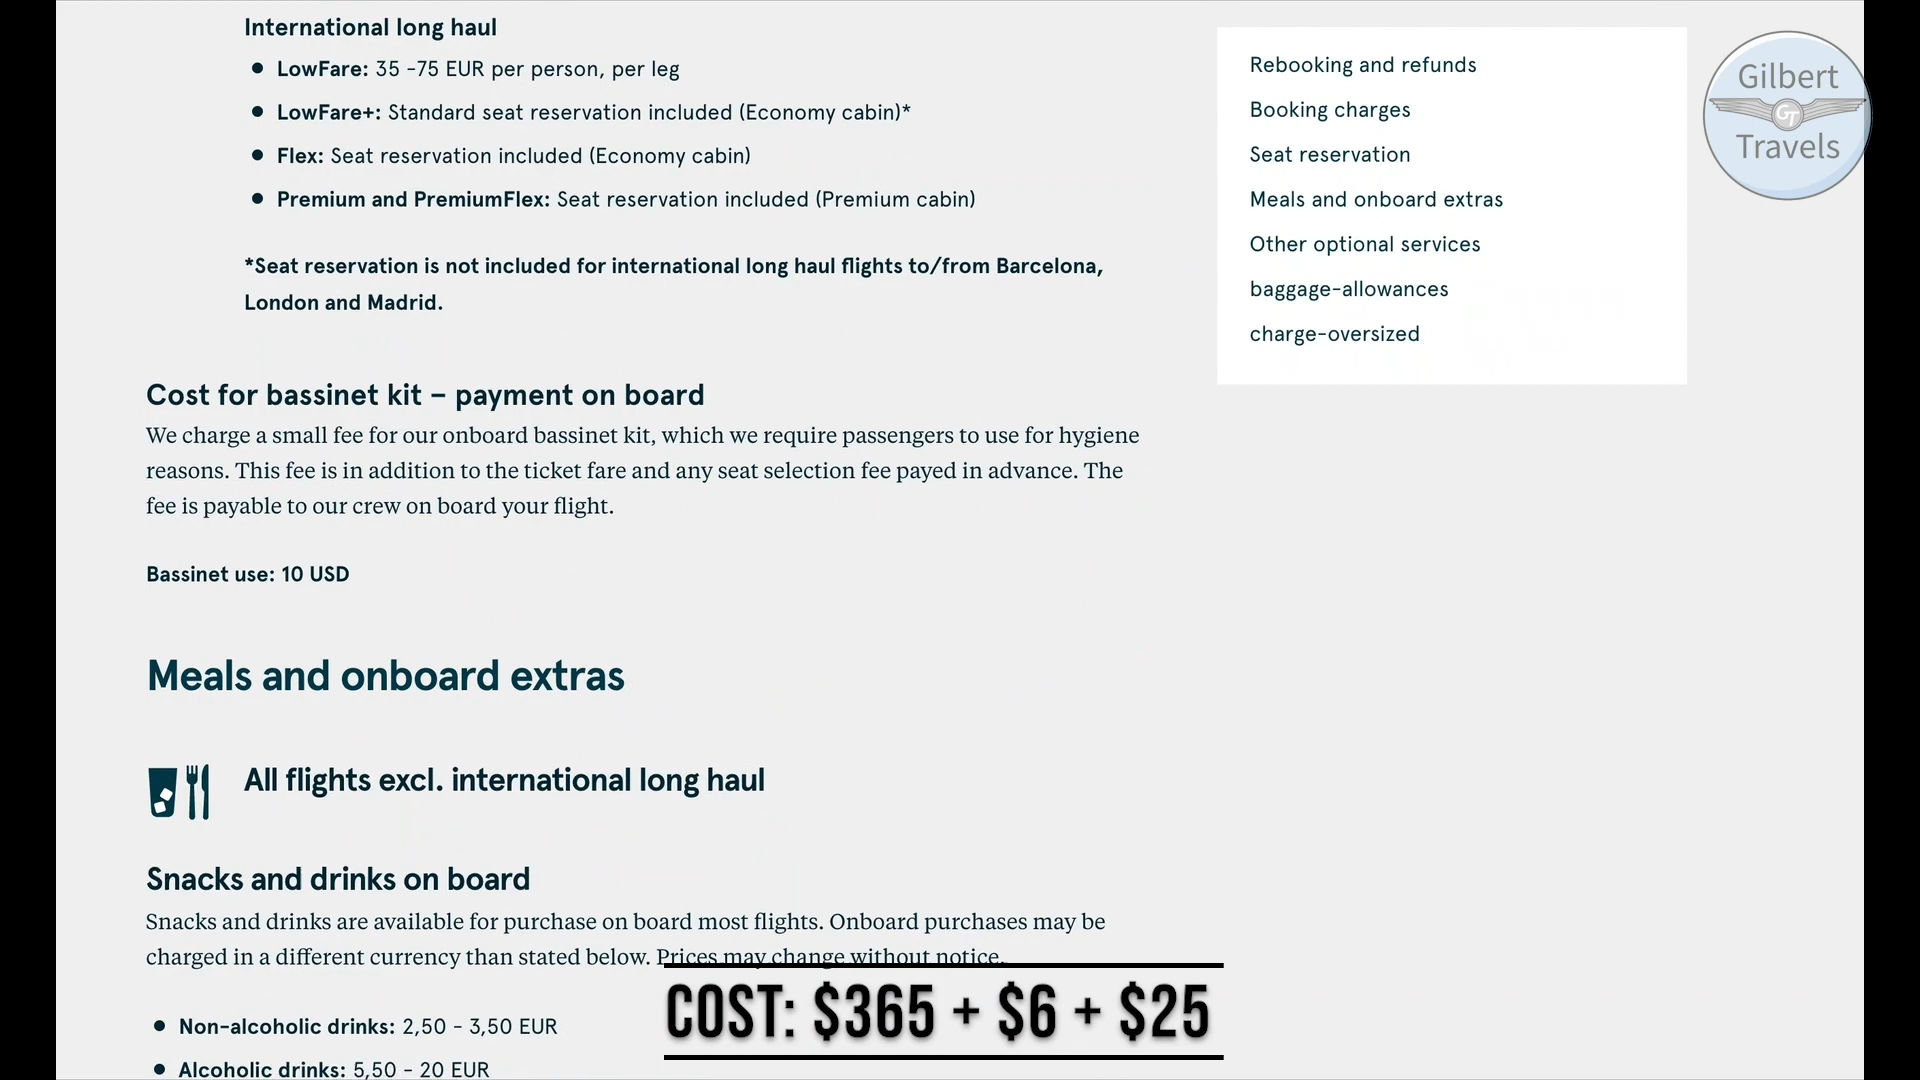 International long haul
LowFare: 35 -75 EUR per person, per leg
LowFare+: Standard seat reservation included (Economy cabin)*
Flex: Seat reservation included (Economy cabin)
Premium and PremiumFlex: Seat reservation included (Premium cabin)
*Seat reservation is not included for international long haul flights to/from Barcelona,
London and Madrid.
Cost for bassinet kit – payment on board
We charge a small fee for our onboard bassinet kit, which we require passengers to use for hygiene
reasons. This fee is in addition to the ticket fare and any seat selection fee payed in advance. The
fee is payable to our crew on board your flight.
Bassinet use: 10 USD
Meals and onboard extras
All flights excl. international long haul
Snacks and drinks on board
Snacks and drinks are available for purchase on board most flights. Onboard purchases may be
charged in a different currency than stated below. Prices may change without notice.
Non-alcoholic drinks: 2,50 - 3,50 EUR
Alcoholic drinks: 5,50 - 20 EUR
Rebooking and refunds
Booking charges
Seat reservation
Meals and onboard extras
Other optional services
baggage-allowances
charge-oversized
Gilbert
GT
Travels
COST: $365 + $6 + $25